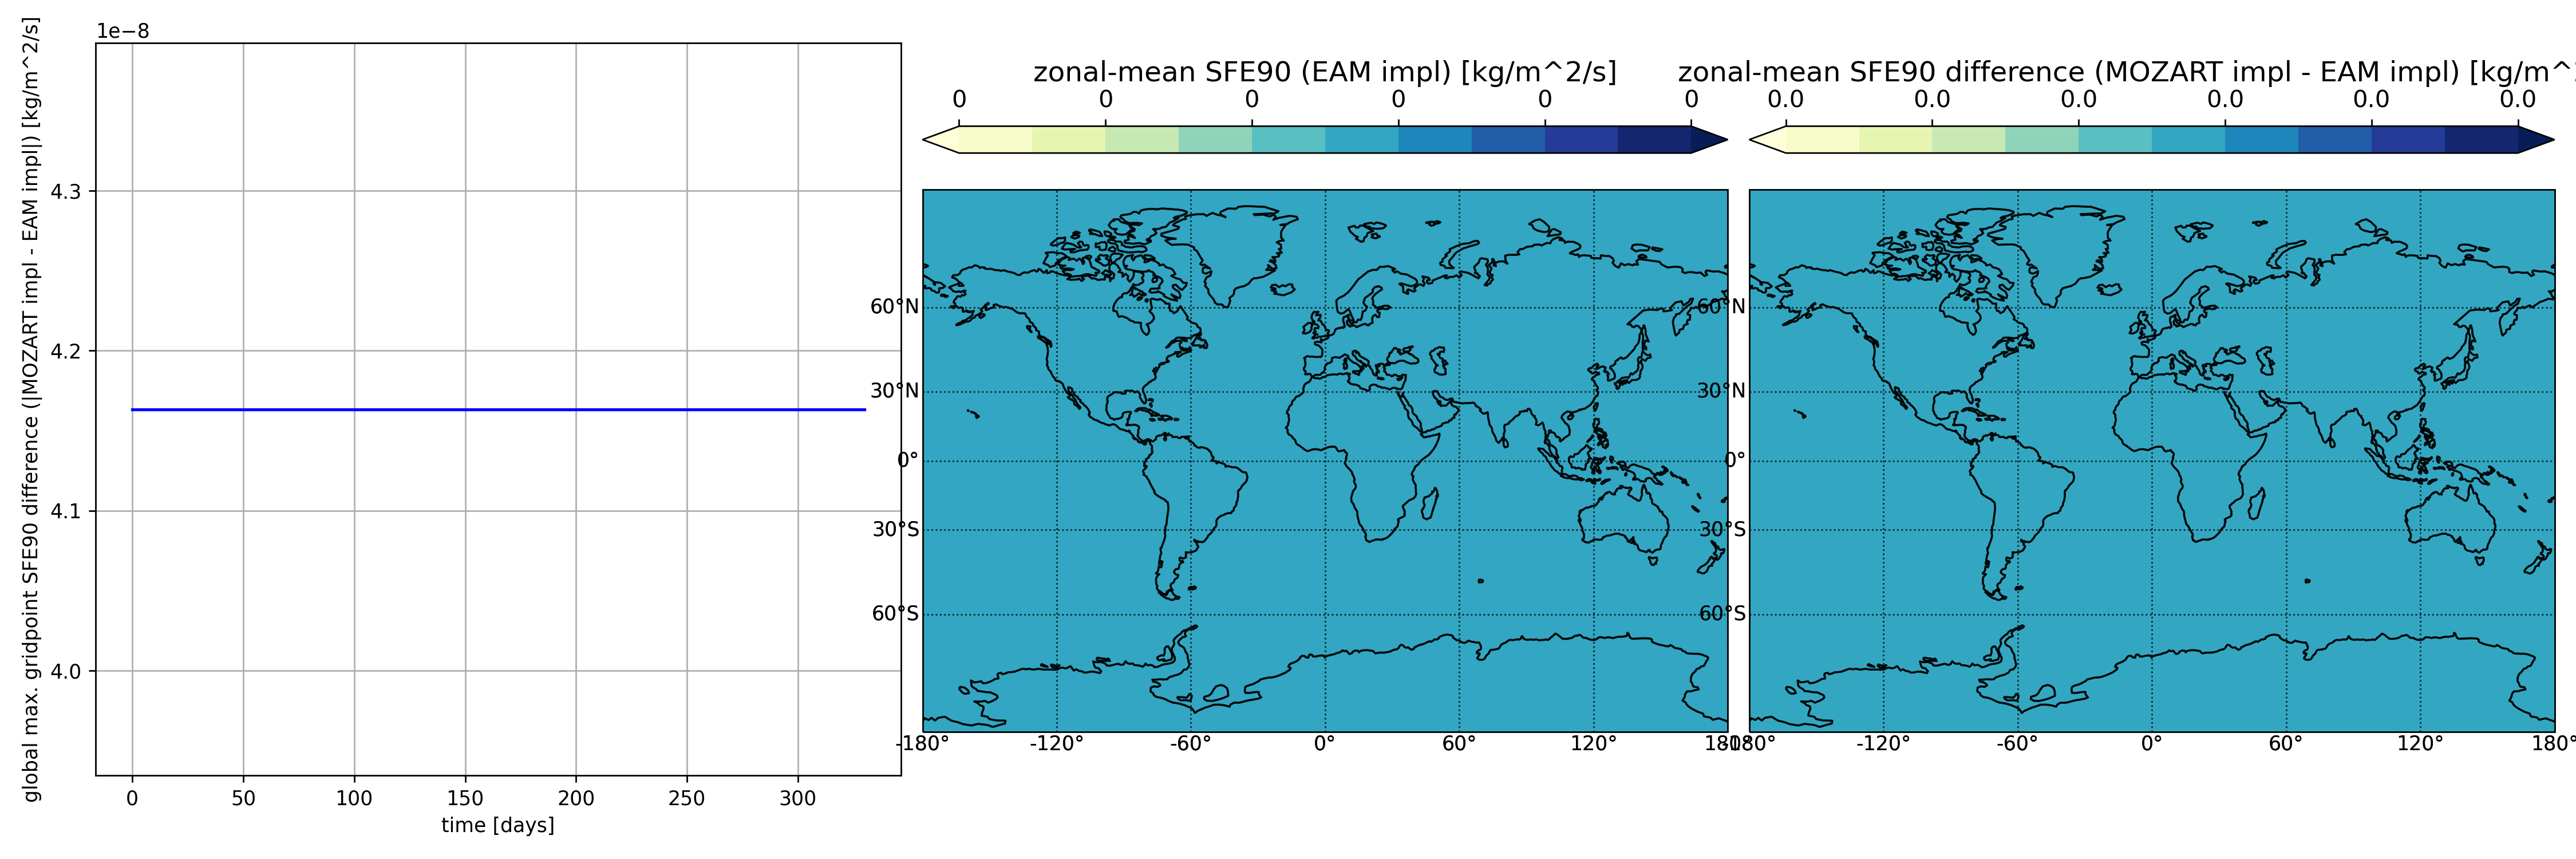 global max. gridpoint SFE90 difference (|MOZART impl - EAM impl|) [kg/m^2/s]
1e−8
4.3
4.2
4.1
4.0
0 50 100 150 200 250 300
time [days]
zonal-mean SFE90 (EAM impl) [kg/m^2/s]
0 0 0 0 0 0
60°N
30°N
0°
30°S
60°S
-180° -120° -60° 0° 60° 120° 180°
zonal-mean SFE90 difference (MOZART impl - EAM impl) [kg/m^
0.0 0.0 0.0 0.0 0.0 0.0
60°N
30°N
0°
30°S
60°S
-180° -120° -60° 0° 60° 120° 180°